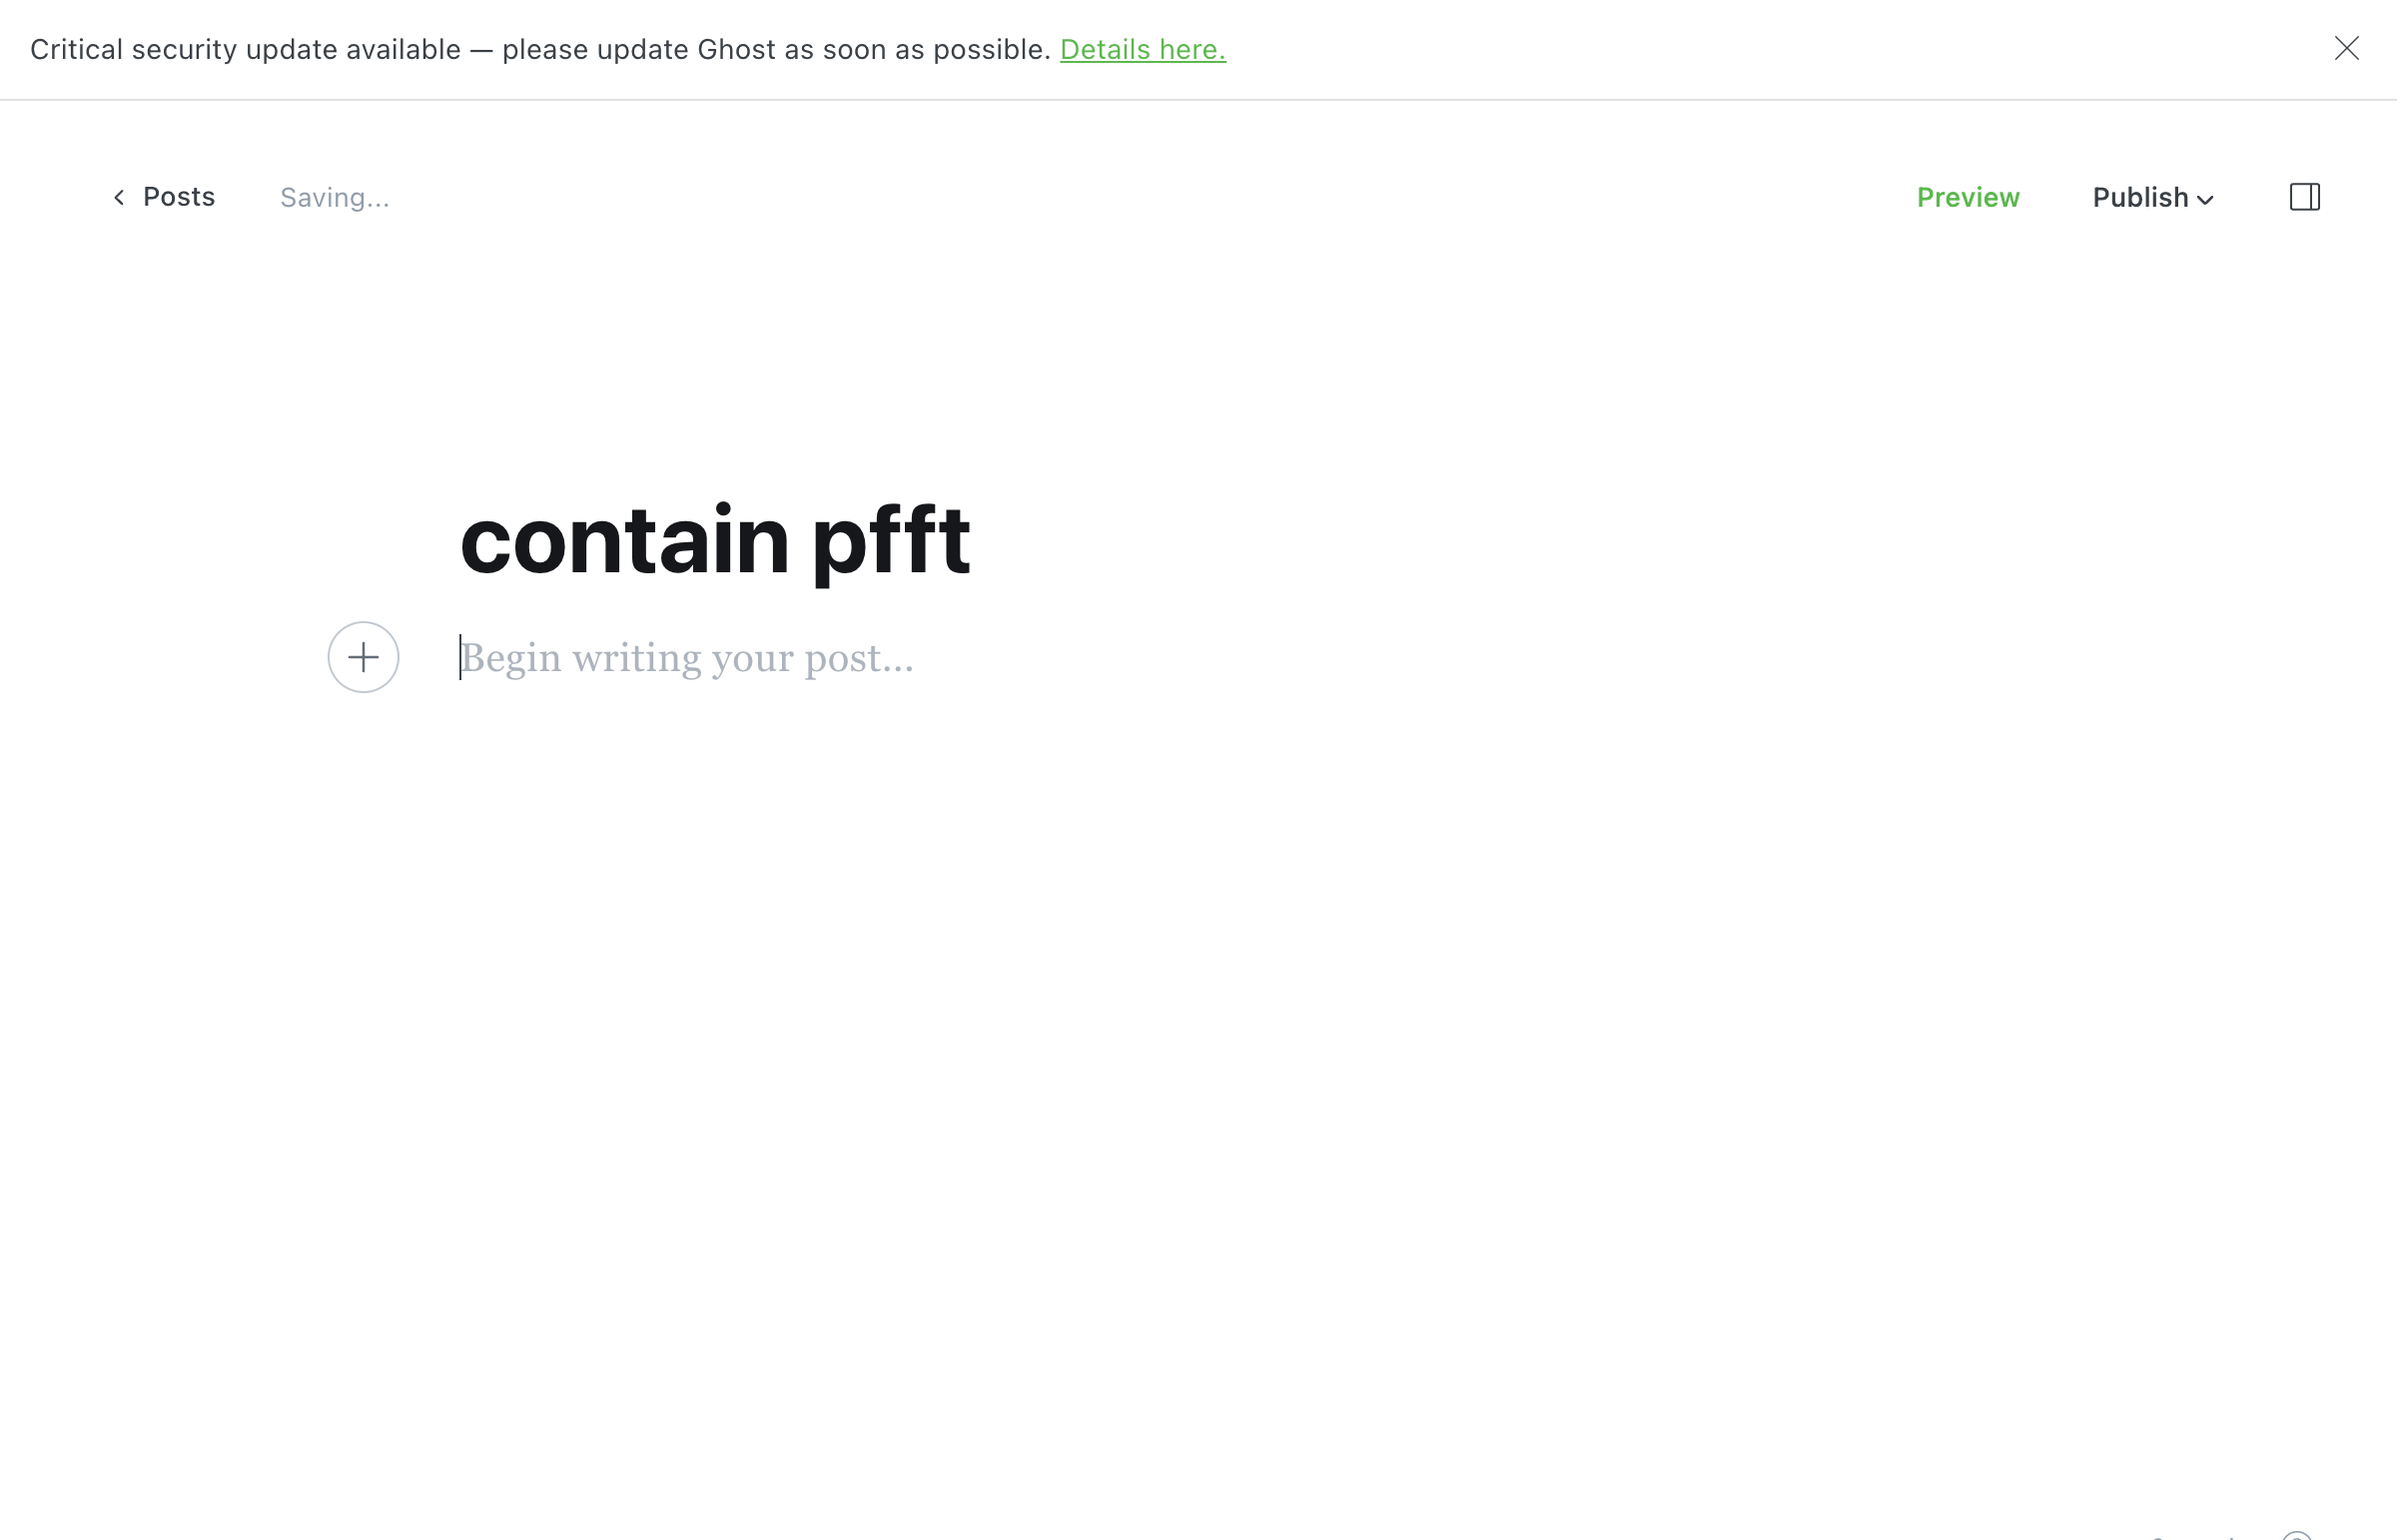 Critical security update available — please update Ghost as soon as possible. Details here.
Posts
Saving...
Preview
Publish
contain pfft
Begin writing your post...